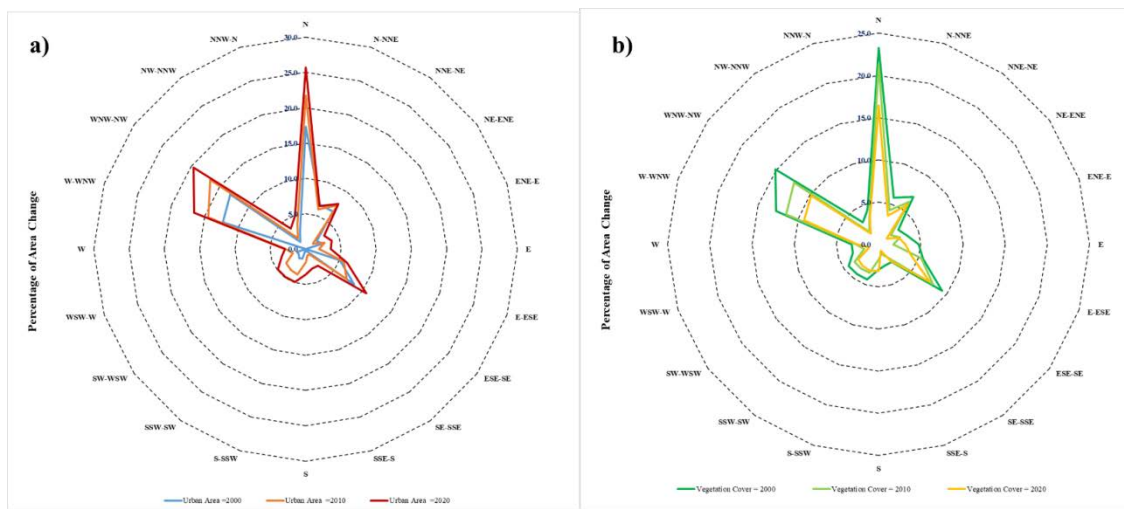 a)
Percentage of Area Change
N
N-NNE
NNE-NE
NE-ENE
ENE-E
E
E-ESE
ESE-SE
SE-SSE
SSE-S
S
S-SSW
SSW-SW
SW-WSW
WSW-W
W
W-WNW
WNW-NW
NW-NNW
NNW-N
30.0
25.0
20.0
15.0
10.0
5.0
0.0
Urban Area =2000
Urban Area =2010
Urban Area =2020
b)
Percentage of Area Change
N
N-NNE
NNE-NE
NE-ENE
ENE-E
E
E-ESE
ESE-SE
SE-SSE
SSE-S
S
S-SSW
SSW-SW
SW-WSW
WSW-W
W
W-WNW
WNW-NW
NW-NNW
NNW-N
25.0
20.0
15.0
10.0
5.0
0.0
Vegetation Cover = 2000
Vegetation Cover = 2010
Vegetation Cover = 2020